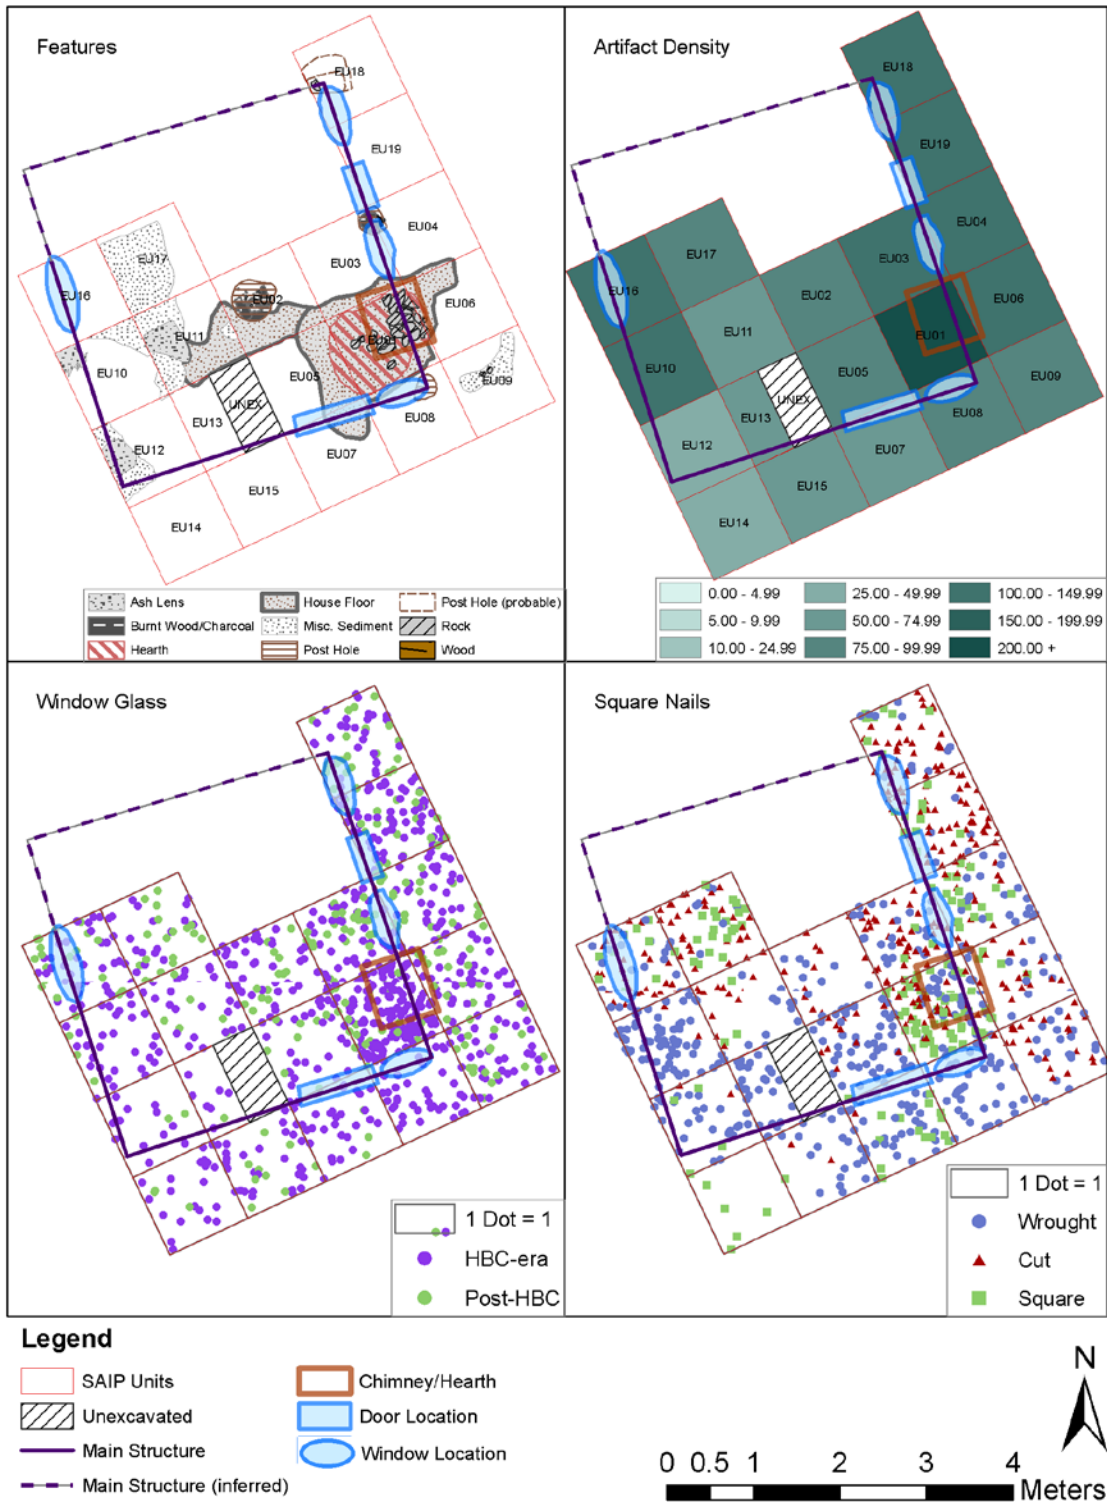 Features
EU18
EU19
EU04
EU03
EU17
EU16
EU02
EU06
EU11
EU01
EU10
EU05
EU09
UNEX
EU13
EU08
EU12
EU07
EU15
EU14
Ash Lens
House Floor
Post Hole (probable)
Burnt Wood/Charcoal
Misc. Sediment
Rock
Hearth
Post Hole
Wood
Artifact Density
EU18
EU19
EU04
EU17
EU03
EU16
EU02
EU06
EU11
EU01
EU10
EU05
EU09
UNEX
EU13
EU08
EU12
EU07
EU15
EU14
0.00 - 4.99
25.00 - 49.99
100.00 - 149.99
5.00 - 9.99
50.00 - 74.99
150.00 - 199.99
10.00 - 24.99
75.00 - 99.99
200.00 +
Window Glass
1 Dot = 1
HBC-era
Post-HBC
Square Nails
1 Dot = 1
Wrought
Cut
Square
Legend
SAIP Units
Unexcavated
Main Structure
Main Structure (inferred)
Chimney/Hearth
Door Location
Window Location
N
0 0.5 1 2 3 4
Meters